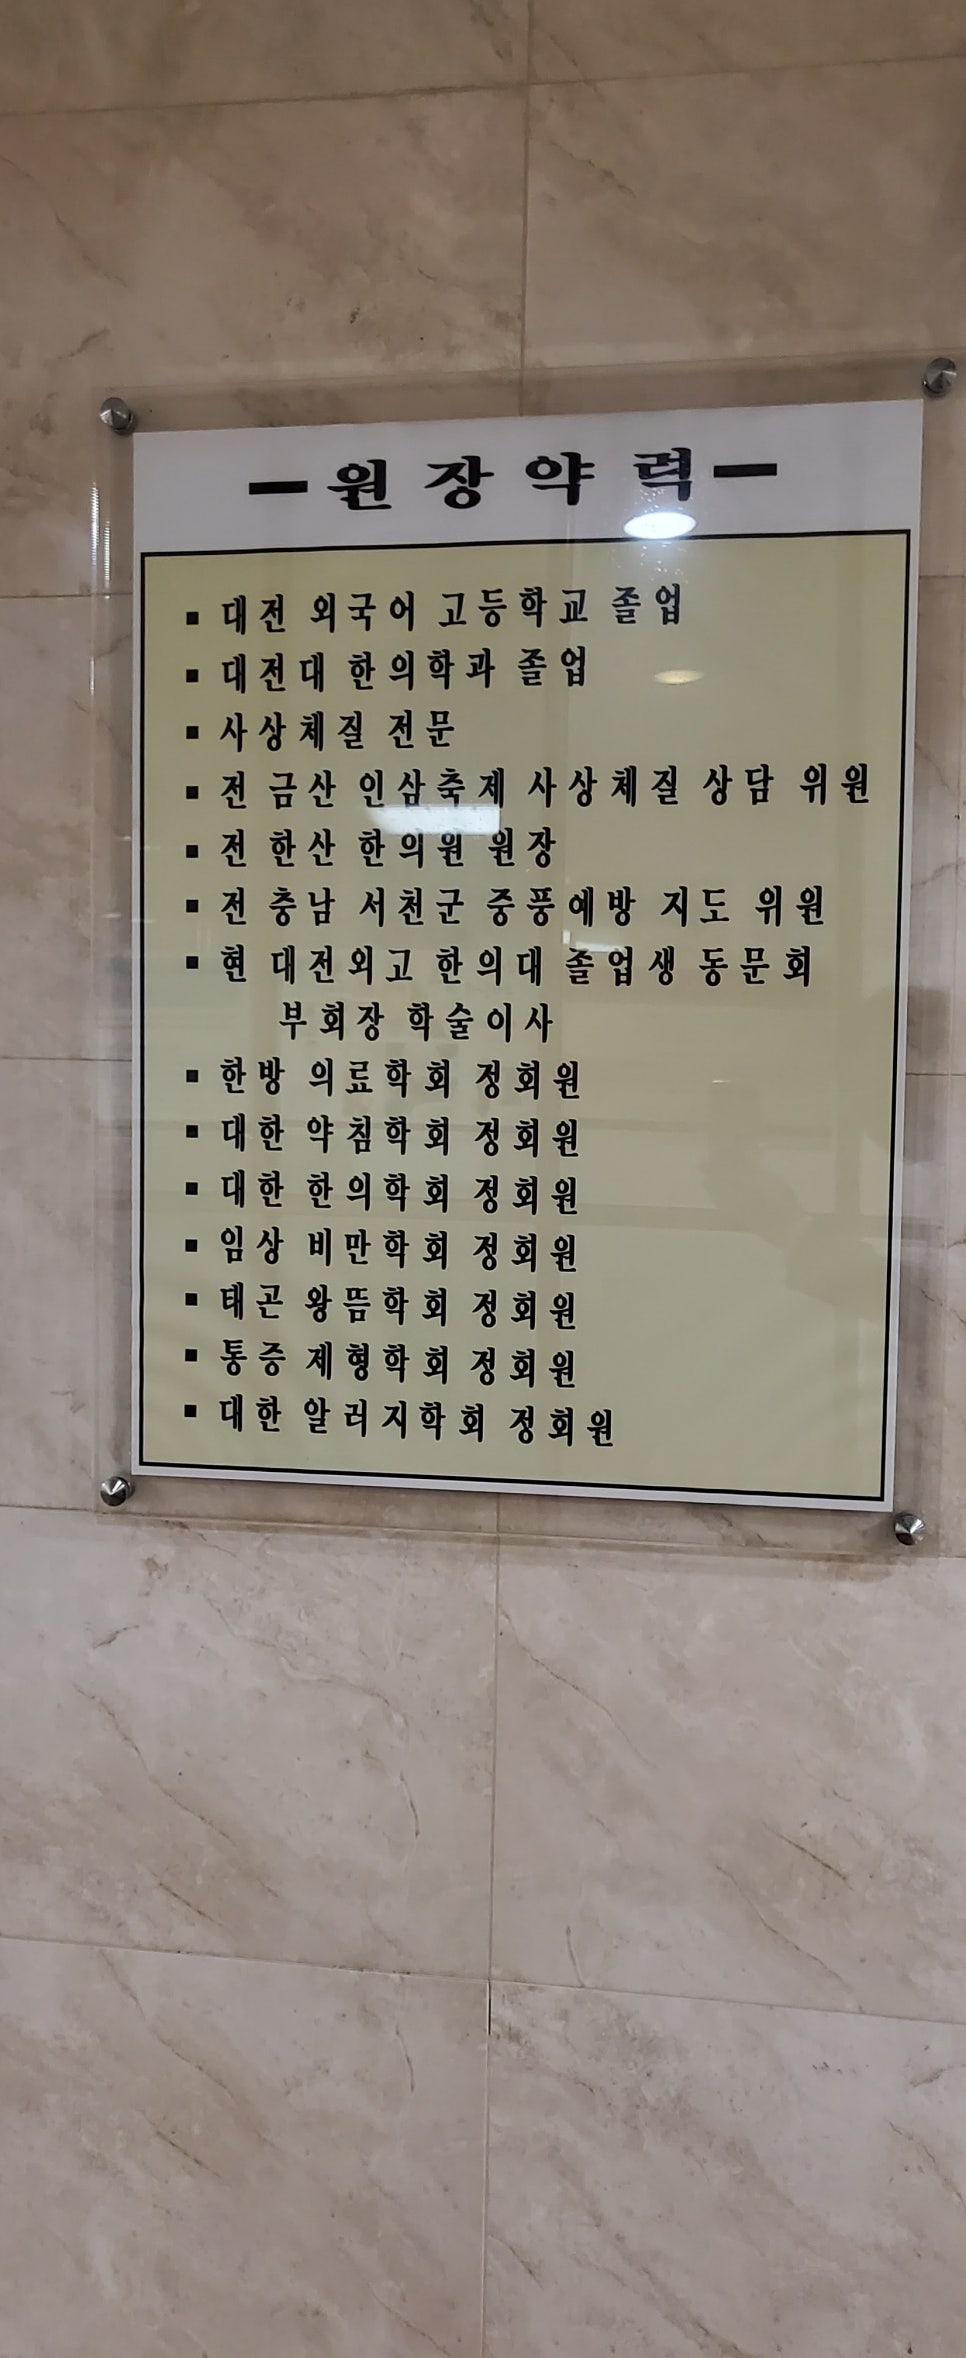 ー원장약력ー
▪ 대전 외국어 고등학교 졸업
▪ 대전대 한의학과 졸업
▪ 사상체질 전문
▪ 전 금산 인삼축제 사상체질 상담 위원
▪ 전 한산 한의원 원장
▪ 전 충남 서천군 중풍예방 지도 위원
▪ 현 대전외고 한의대 졸업생 동문회
부회장 학술이사
▪ 한방 의료학회 정회원
▪ 대한 약침학회 정회원
▪ 대한 한의학회 정회원
▪ 임상 비만학회 정회원
▪ 태곤 왕뜸학회 정회원
▪ 통증 제형학회 정회원
▪ 대한 알러지학회 정회원